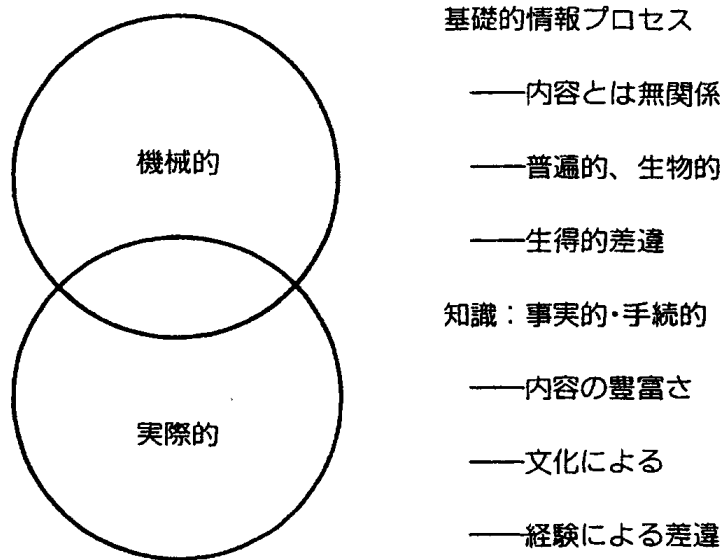 基礎的情報プロセス
——内容とは無関係
機械的
——普遍的、生物的
——生得的差違
知識：事実的・手続的
——内容の豊富さ
実際的
——文化による
——経験による差違